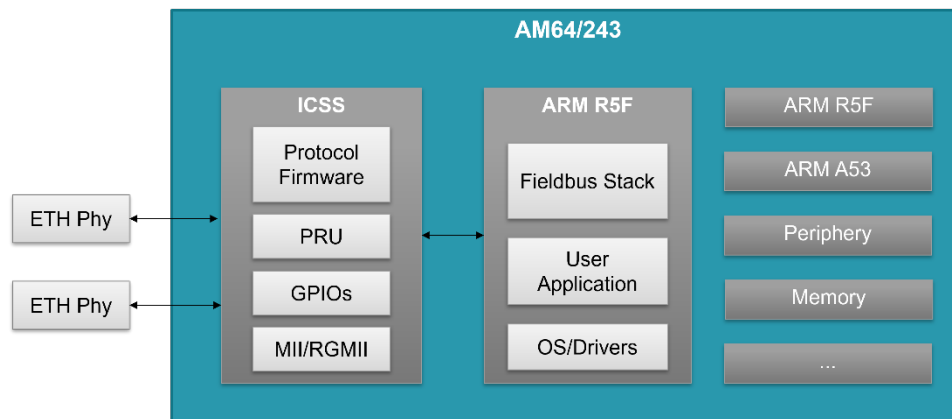 AM64/243
ICSS
Protocol
Firmware
PRU
GPIOs
MII/RGMII
ETH Phy
ETH Phy
ARM R5F
Fieldbus Stack
User
Application
OS/Drivers
ARM R5F
ARM A53
Periphery
Memory
...